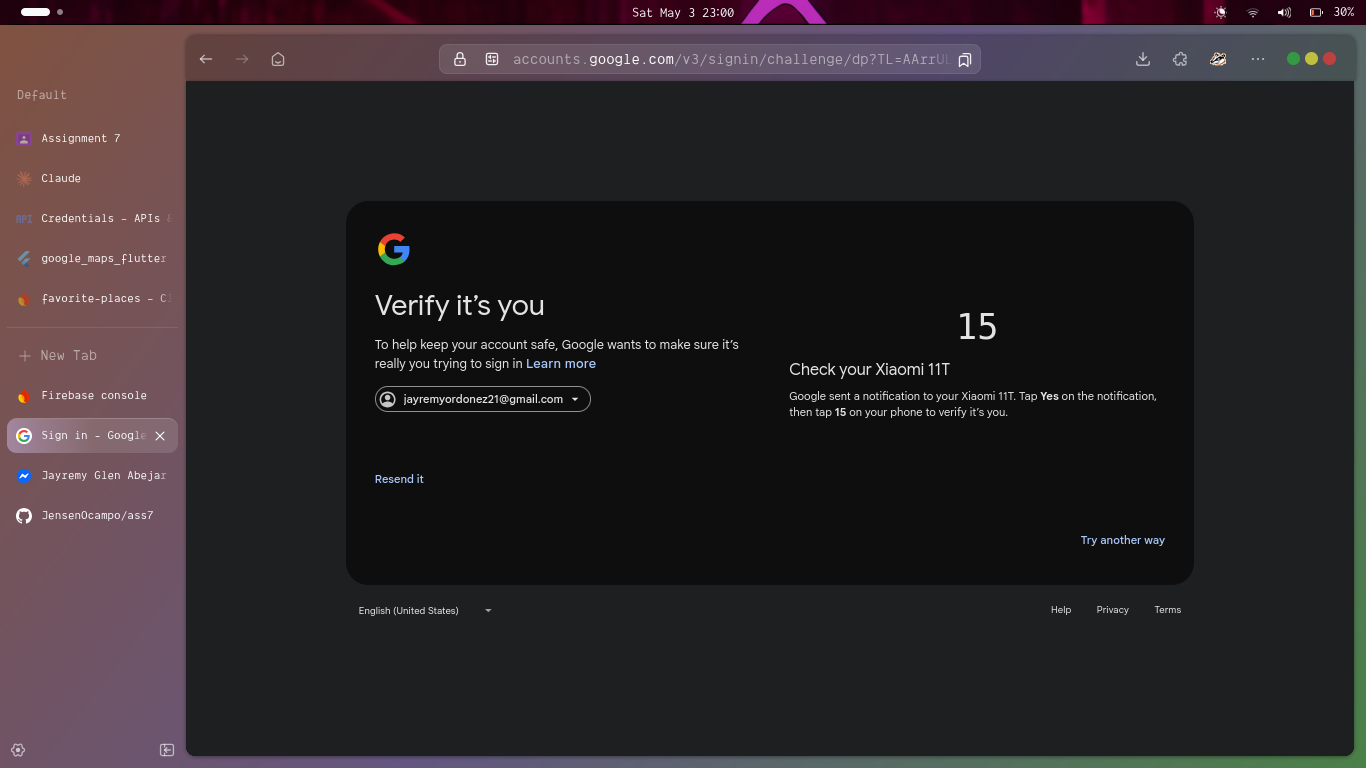 Sat May 3 23:00
30%
accounts.google.com/v3/signin/challenge/dp?TL=AArrUL
Default
Assignment 7
Claude
API
Credentials – APIs &
google_maps_flutter
favorite-places – Cl
New Tab
Firebase console
Sign in - Google
Jayremy Glen Abejar
JensenOcampo/ass7
Verify it’s you
To help keep your account safe, Google wants to make sure it’s
really you trying to sign in Learn more
jayremyordonez21@gmail.com
Resend it
15
Check your Xiaomi 11T
Google sent a notification to your Xiaomi 11T. Tap Yes on the notification,
then tap 15 on your phone to verify it’s you.
Try another way
English (United States)
Help Privacy Terms